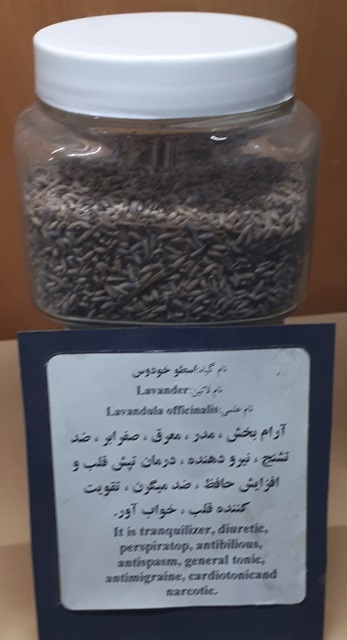 نام گیاه:اسطو خودوس
نام لاتین:Lavander
نام علمی:Lavandula officinalis
آرام بخش ، مدر ، معرق ، صفرابر ، ضد
تشنج ، نیرو دهنده ، درمان تپش قلب و
افزایش حافظه ، ضد میگرن ، تقویت
کننده قلب ، خواب آور.
It is tranquilizer, diuretic,
perspiratop, antibilious,
antispasm, general tonic,
antimigraine, cardiotonicand
narcotic.